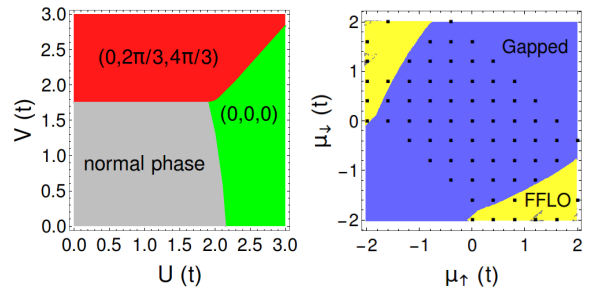 3.0
2.5
2.0
1.5
1.0
0.5
0.0
V (t)
(0,2π/3,4π/3)
(0,0,0)
normal phase
0.0 0.5 1.0 1.5 2.0 2.5 3.0
U (t)
2
1
0
−1
−2
μ↓ (t)
Gapped
FFLO
−2 −1 0 1 2
μ↑ (t)